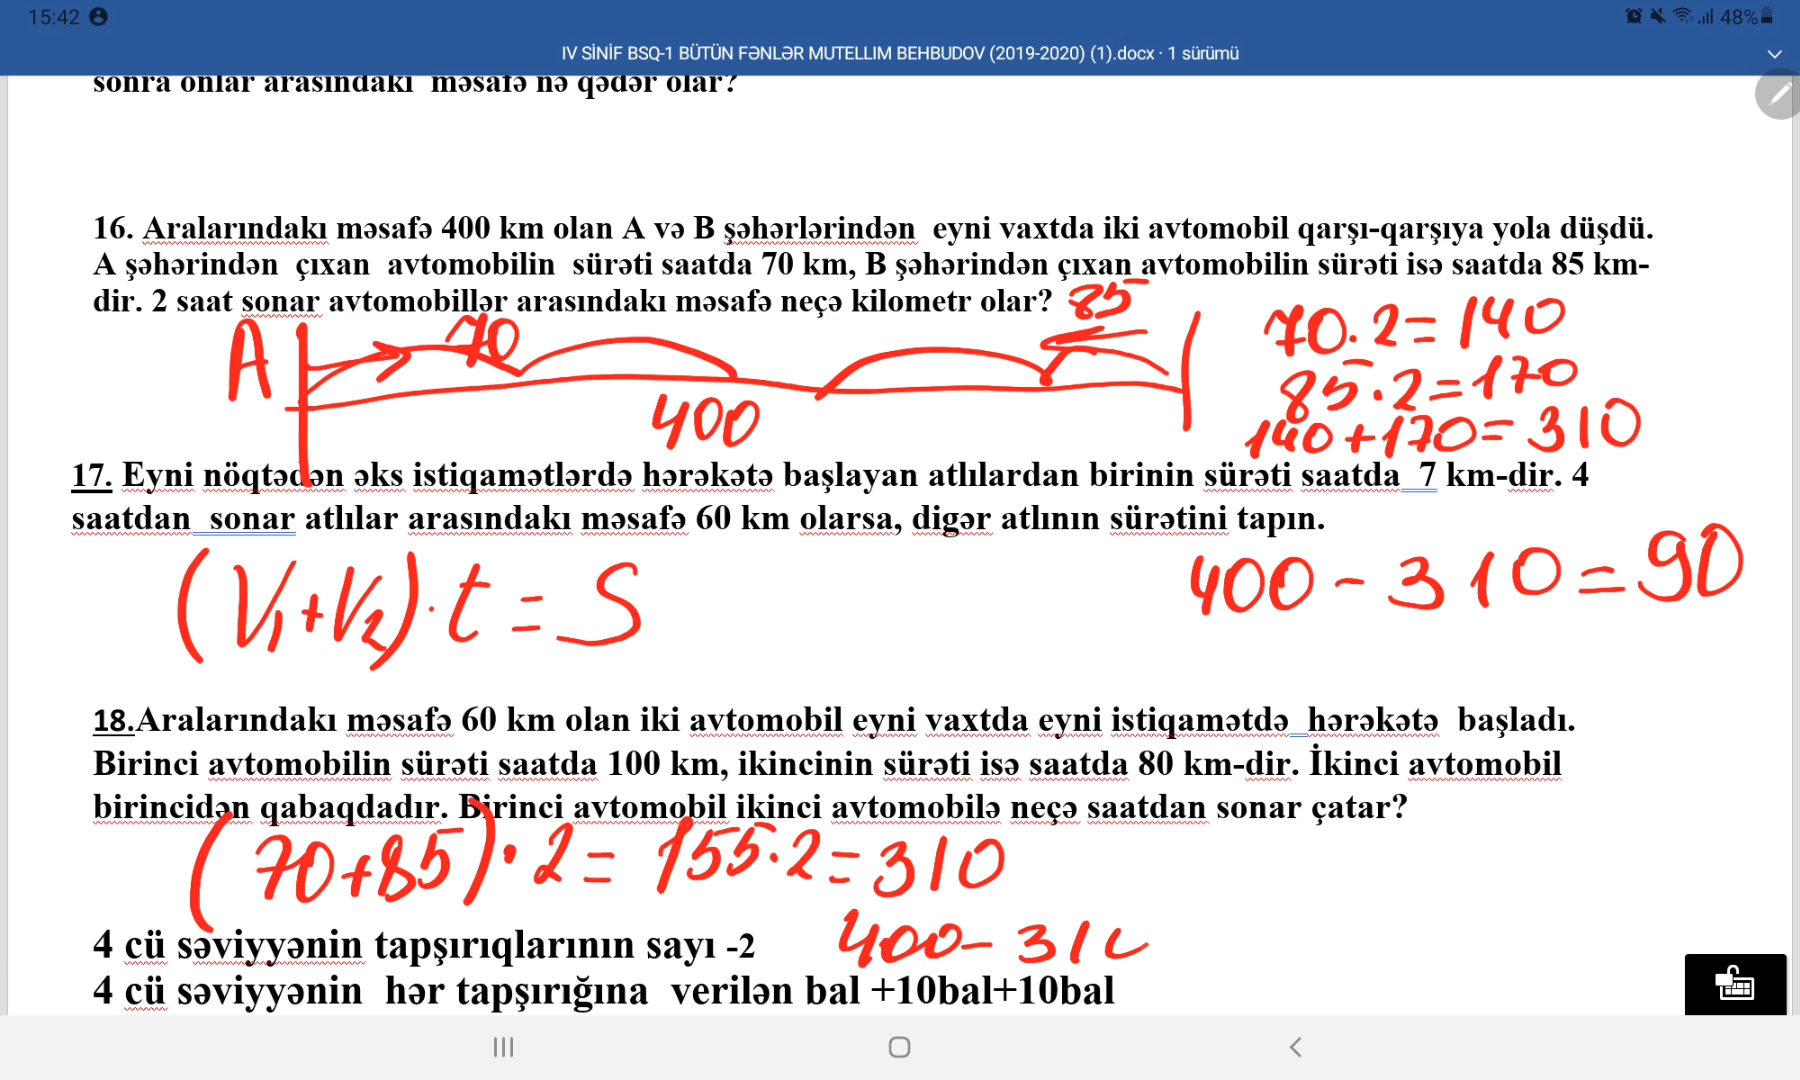 15:42
48%
IV SİNİF BSQ-1 BÜTÜN FƏNLƏR MUTELLIM BEHBUDOV (2019-2020) (1).docx · 1 sürümü
sonra onlar arasındakı məsafə nə qədər olar?
16. Aralarındakı məsafə 400 km olan A və B şəhərlərindən eyni vaxtda iki avtomobil qarşı-qarşıya yola düşdü.
A şəhərindən çıxan avtomobilin sürəti saatda 70 km, B şəhərindən çıxan avtomobilin sürəti isə saatda 85 km-
dir. 2 saat sonar avtomobillər arasındakı məsafə neçə kilometr olar?
85
A 70
400
70·2=140
85·2=170
140+170=310
17. Eyni nöqtədən əks istiqamətlərdə hərəkətə başlayan atlılardan birinin sürəti saatda 7 km-dir. 4
saatdan sonar atlılar arasındakı məsafə 60 km olarsa, digər atlının sürətini tapın.
(V1+V2)·t=S
400-310=90
18.Aralarındakı məsafə 60 km olan iki avtomobil eyni vaxtda eyni istiqamətdə hərəkətə başladı.
Birinci avtomobilin sürəti saatda 100 km, ikincinin sürəti isə saatda 80 km-dir. İkinci avtomobil
birincidən qabaqdadır. Birinci avtomobil ikinci avtomobilə neçə saatdan sonar çatar?
(70+85)·2=155·2=310
400-31
4 cü səviyyənin tapşırıqlarının sayı -2
4 cü səviyyənin hər tapşırığına verilən bal +10bal+10bal